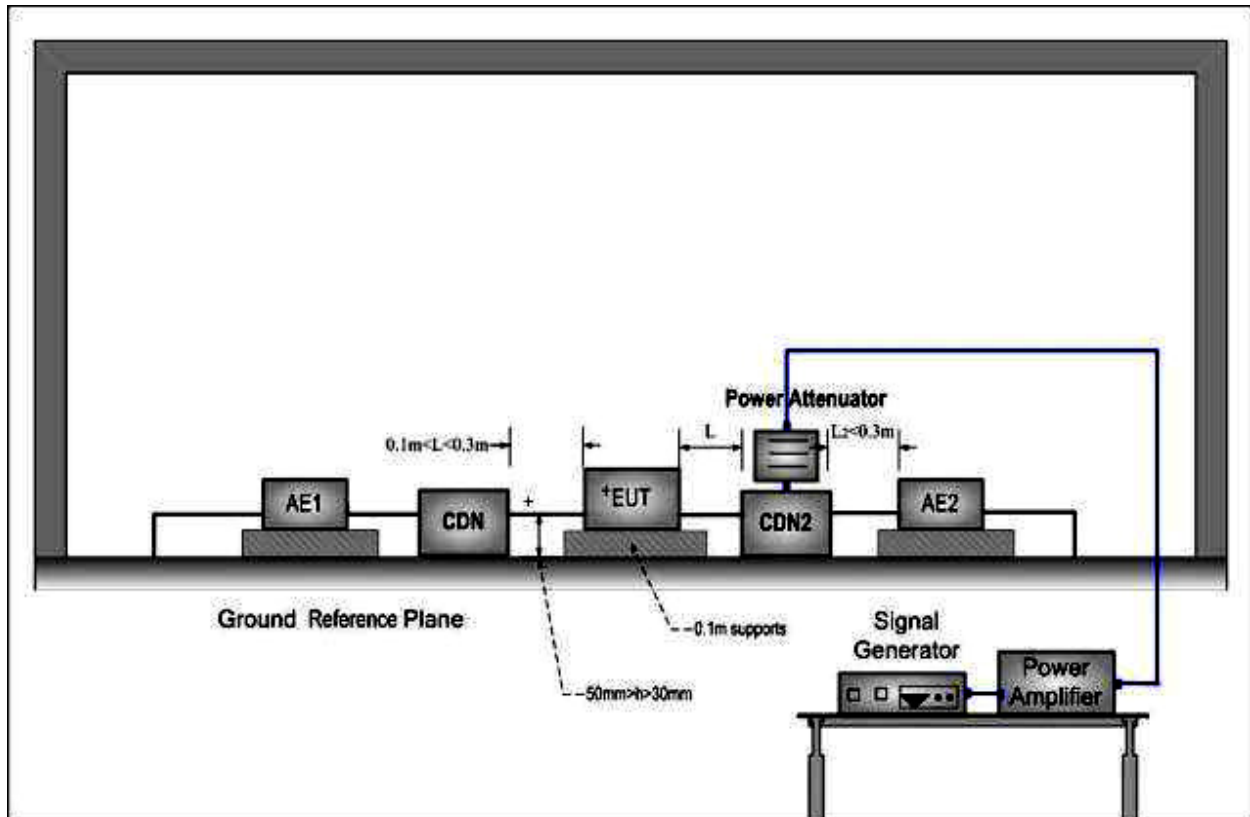 Power Attenuator
0.1m<L<0.3m
L
L2<0.3m
AE1
CDN
+
+EUT
CDN2
AE2
Ground Reference Plane
0.1m supports
50mm>h>30mm
Signal
Generator
Power
Amplifier